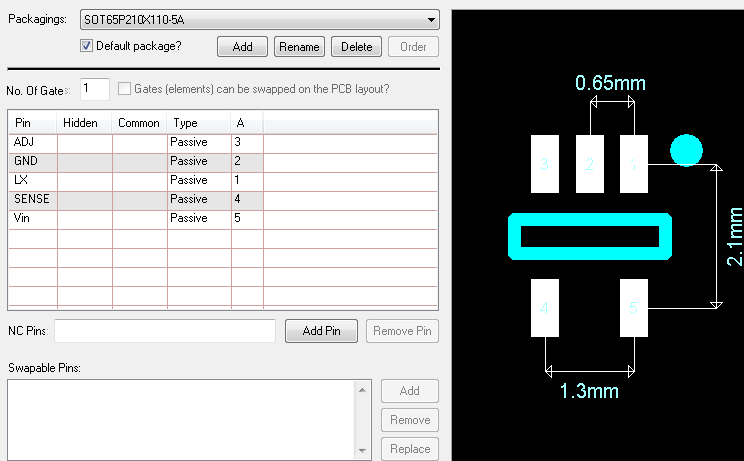 Packagings: SOT65P210X110-5A
Default package? Add Rename Delete Order
No. Of Gates: 1 Gates (elements) can be swapped on the PCB layout?
Pin Hidden Common Type A
ADJ Passive 3
GND Passive 2
LX Passive 1
SENSE Passive 4
Vin Passive 5
NC Pins: Add Pin Remove Pin
Swapable Pins:
Add
Remove
Replace
0.65mm
3 2 1
2.1mm
4 5
1.3mm